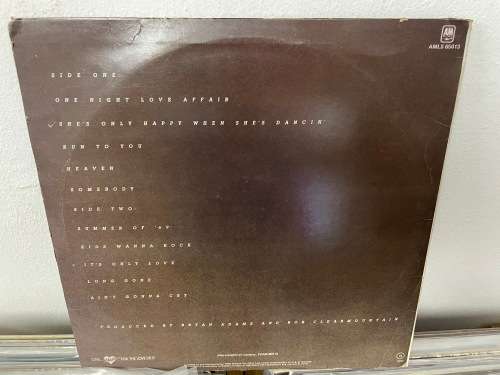 A&M
AMLS 65013
SIDE ONE
ONE NIGHT LOVE AFFAIR
SHE'S ONLY HAPPY WHEN SHE'S DANCIN'
RUN TO YOU
HEAVEN
SOMEBODY
SIDE TWO
SUMMER OF '69
KIDS WANNA ROCK
IT'S ONLY LOVE
LONG GONE
AIN'T GONNA CRY
PRODUCED BY BRYAN ADAMS AND BOB CLEARMOUNTAIN